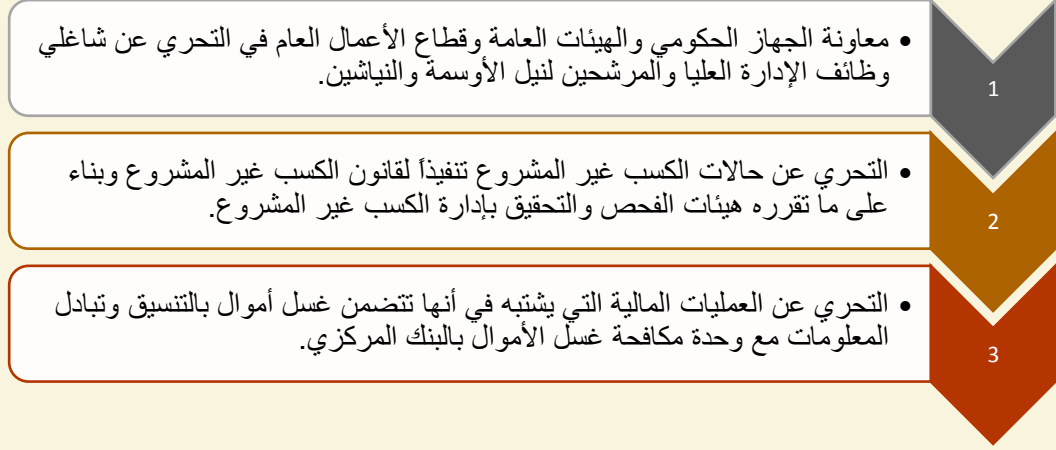 1
• معاونة الجهاز الحكومي والهيئات العامة وقطاع الأعمال العام في التحري عن شاغلي
وظائف الإدارة العليا والمرشحين لنيل الأوسمة والنياشين.
2
• التحري عن حالات الكسب غير المشروع تنفيذاً لقانون الكسب غير المشروع وبناء
على ما تقرره هيئات الفحص والتحقيق بإدارة الكسب غير المشروع.
3
• التحري عن العمليات المالية التي يشتبه في أنها تتضمن غسل أموال بالتنسيق وتبادل
المعلومات مع وحدة مكافحة غسل الأموال بالبنك المركزي.